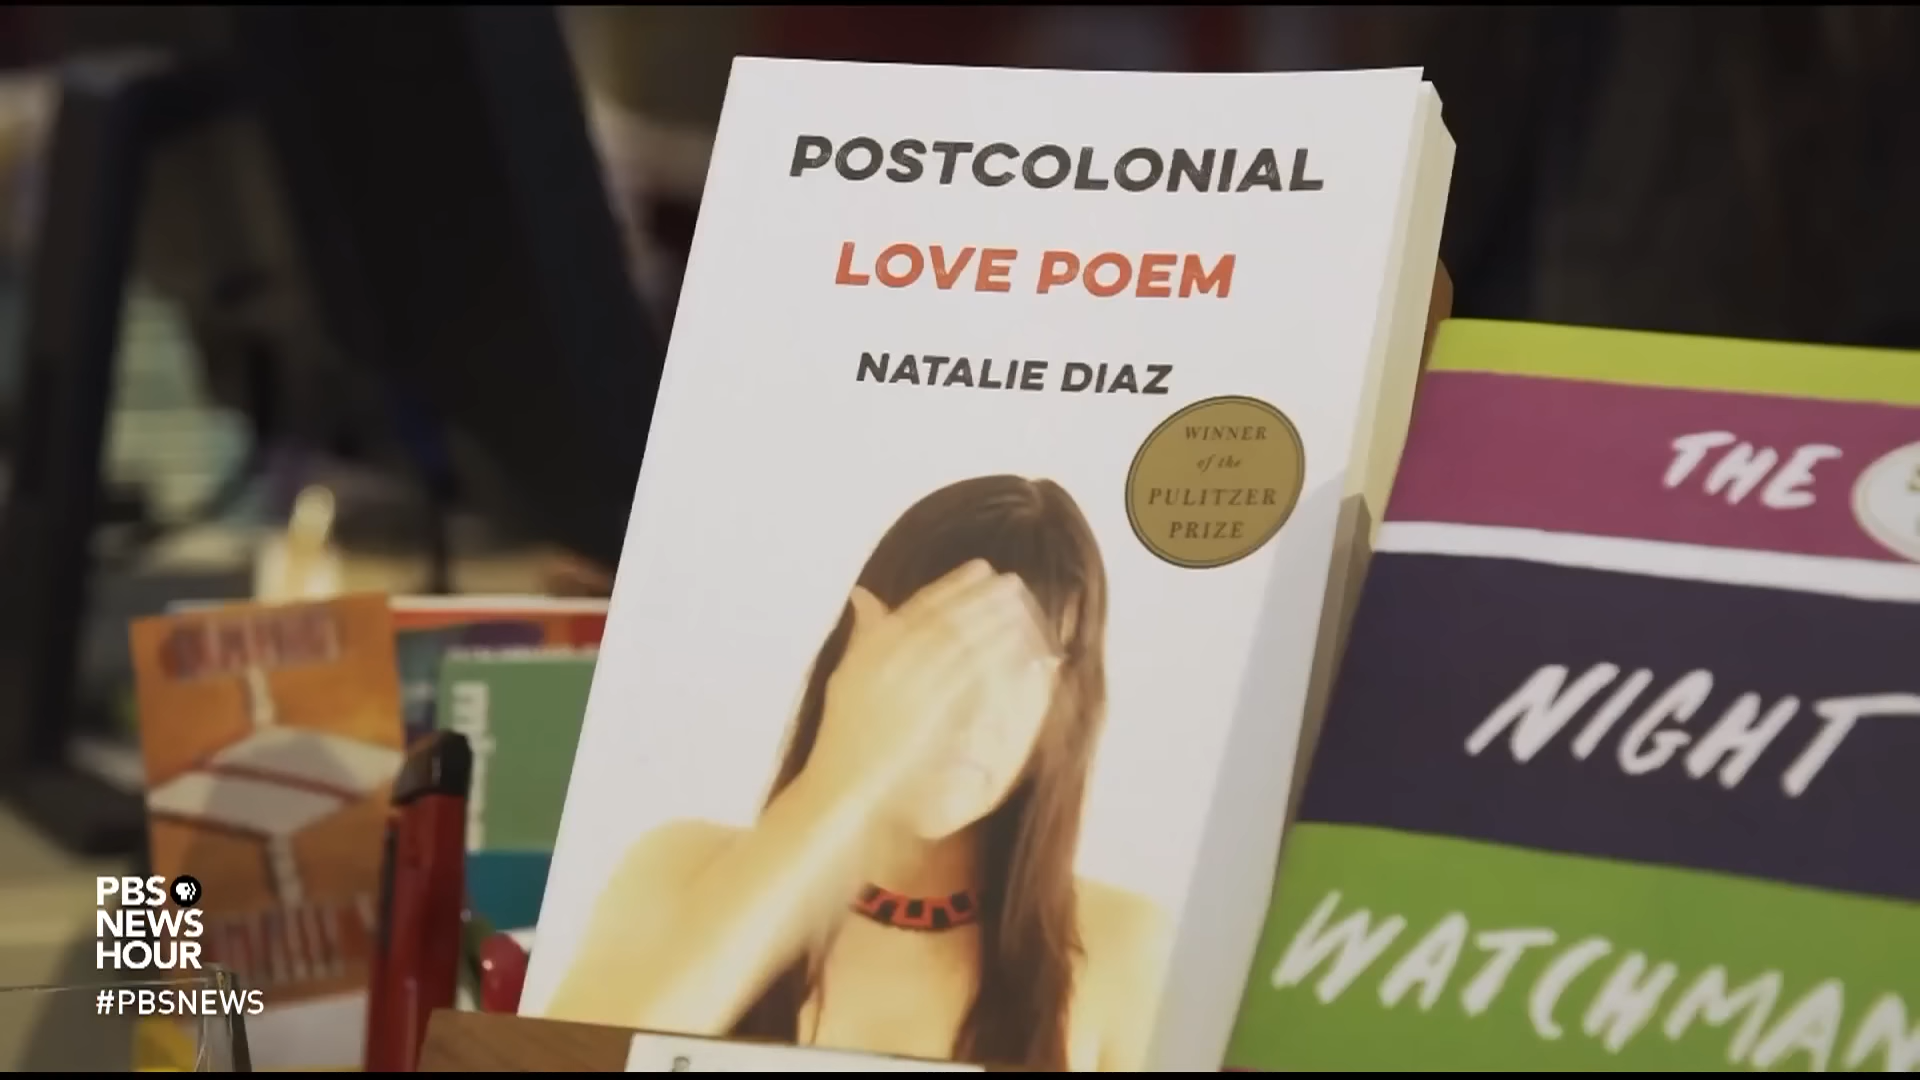 POSTCOLONIAL
LOVE POEM
NATALIE DIAZ
WINNER
of the
PULITZER
PRIZE
THE
NIGHT
WATCHMAN
PBS
NEWS
HOUR
#PBSNEWS